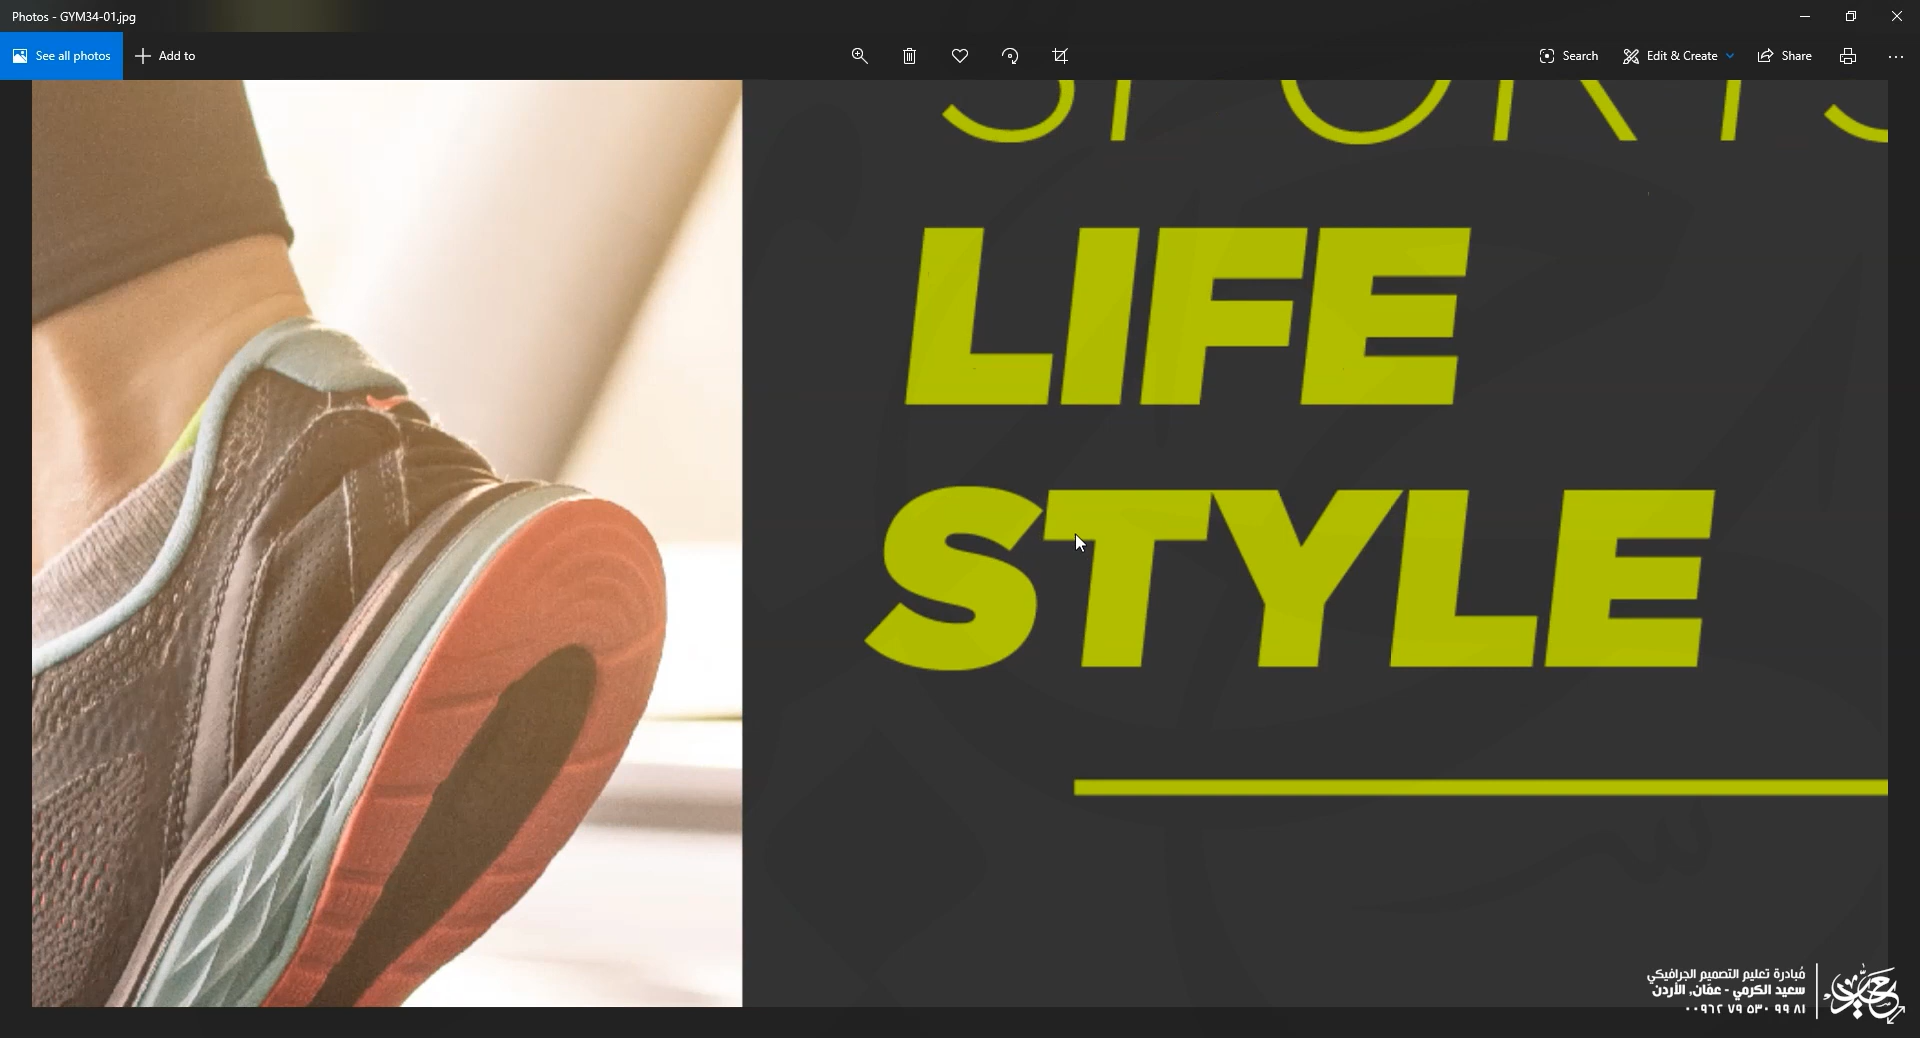 Photos - GYM34-01.jpg
See all photos
Add to
Search
Edit & Create
Share
SPORTS
LIFE
STYLE
مُبادرة تعليم التصميم الجرافيكي
سعيد الكرمي - عمّان, الأردن
٠٠٩٦٢ ٧٩ ٥٣٠ ٩٩ ٨١